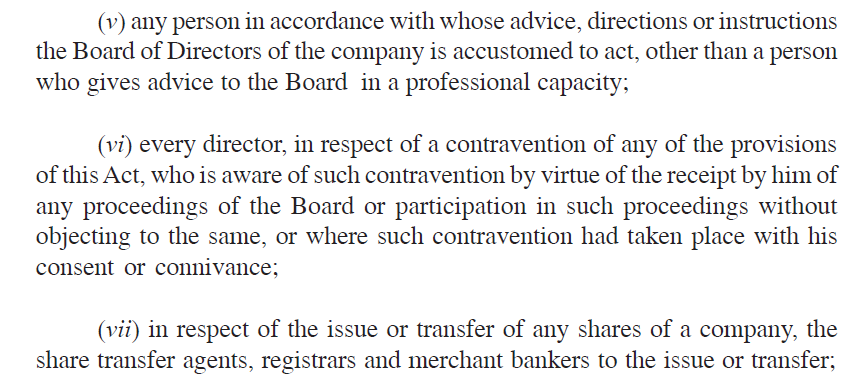 (v) any person in accordance with whose advice, directions or instructions
the Board of Directors of the company is accustomed to act, other than a person
who gives advice to the Board in a professional capacity;
(vi) every director, in respect of a contravention of any of the provisions
of this Act, who is aware of such contravention by virtue of the receipt by him of
any proceedings of the Board or participation in such proceedings without
objecting to the same, or where such contravention had taken place with his
consent or connivance;
(vii) in respect of the issue or transfer of any shares of a company, the
share transfer agents, registrars and merchant bankers to the issue or transfer;